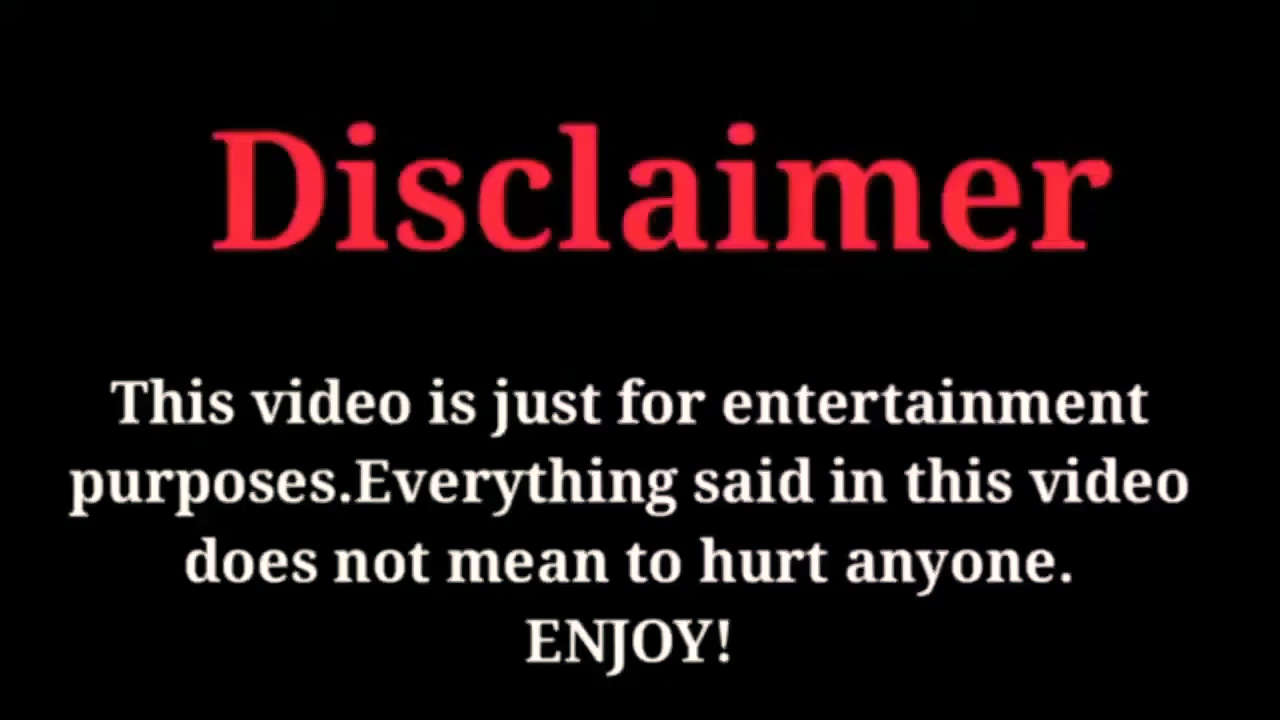 Disclaimer
This video is just for entertainment
purposes.Everything said in this video
does not mean to hurt anyone.
ENJOY!